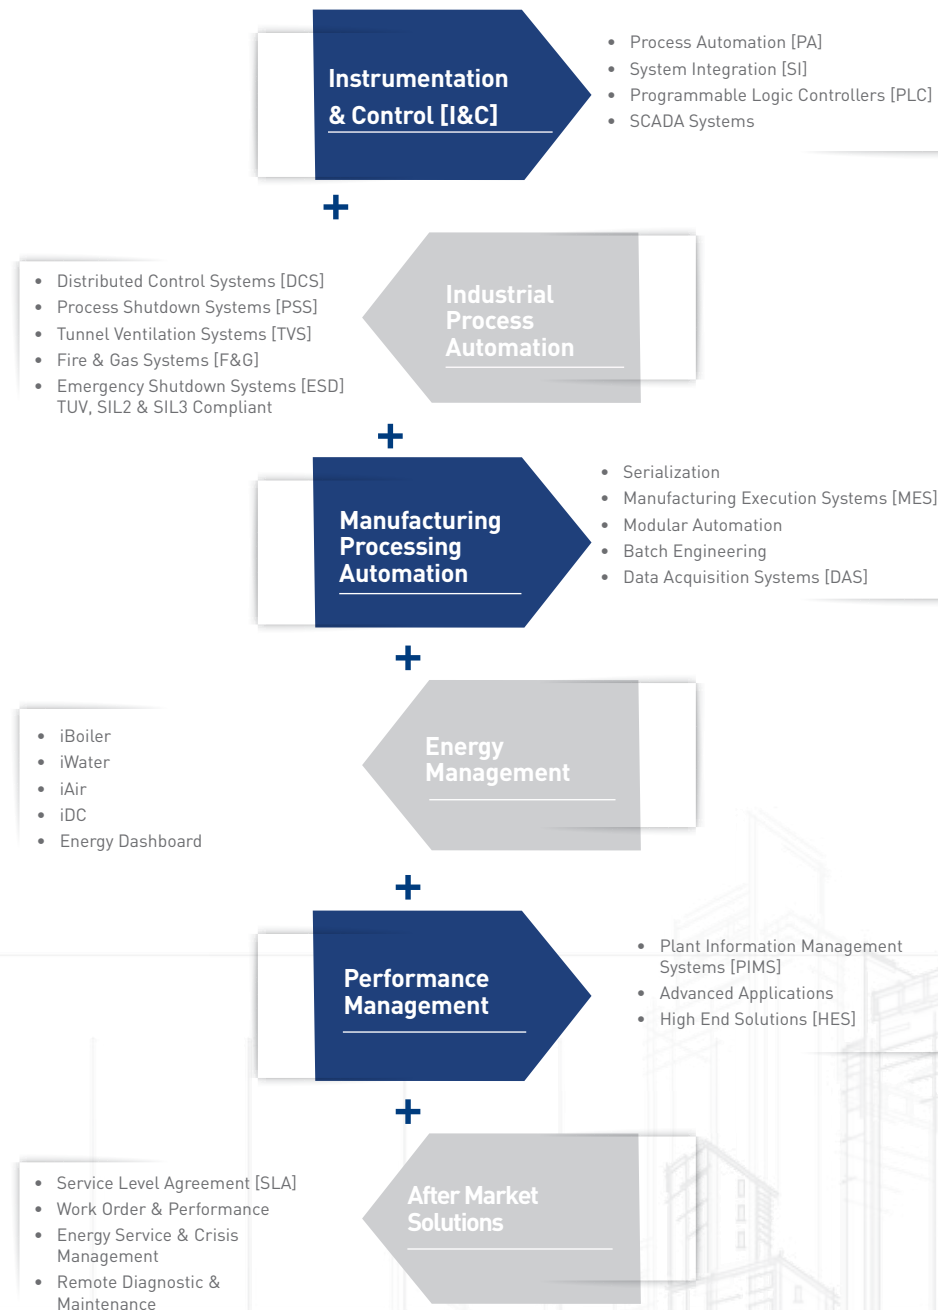 Instrumentation
& Control [I&C]
• Process Automation [PA]
• System Integration [SI]
• Programmable Logic Controllers [PLC]
• SCADA Systems
+
Industrial
Process
Automation
• Distributed Control Systems [DCS]
• Process Shutdown Systems [PSS]
• Tunnel Ventilation Systems [TVS]
• Fire & Gas Systems [F&G]
• Emergency Shutdown Systems [ESD]
TUV, SIL2 & SIL3 Compliant
+
Manufacturing
Processing
Automation
• Serialization
• Manufacturing Execution Systems [MES]
• Modular Automation
• Batch Engineering
• Data Acquisition Systems [DAS]
+
Energy
Management
• iBoiler
• iWater
• iAir
• iDC
• Energy Dashboard
+
Performance
Management
• Plant Information Management
Systems [PIMS]
• Advanced Applications
• High End Solutions [HES]
+
After Market
Solutions
• Service Level Agreement [SLA]
• Work Order & Performance
• Energy Service & Crisis
Management
• Remote Diagnostic &
Maintenance